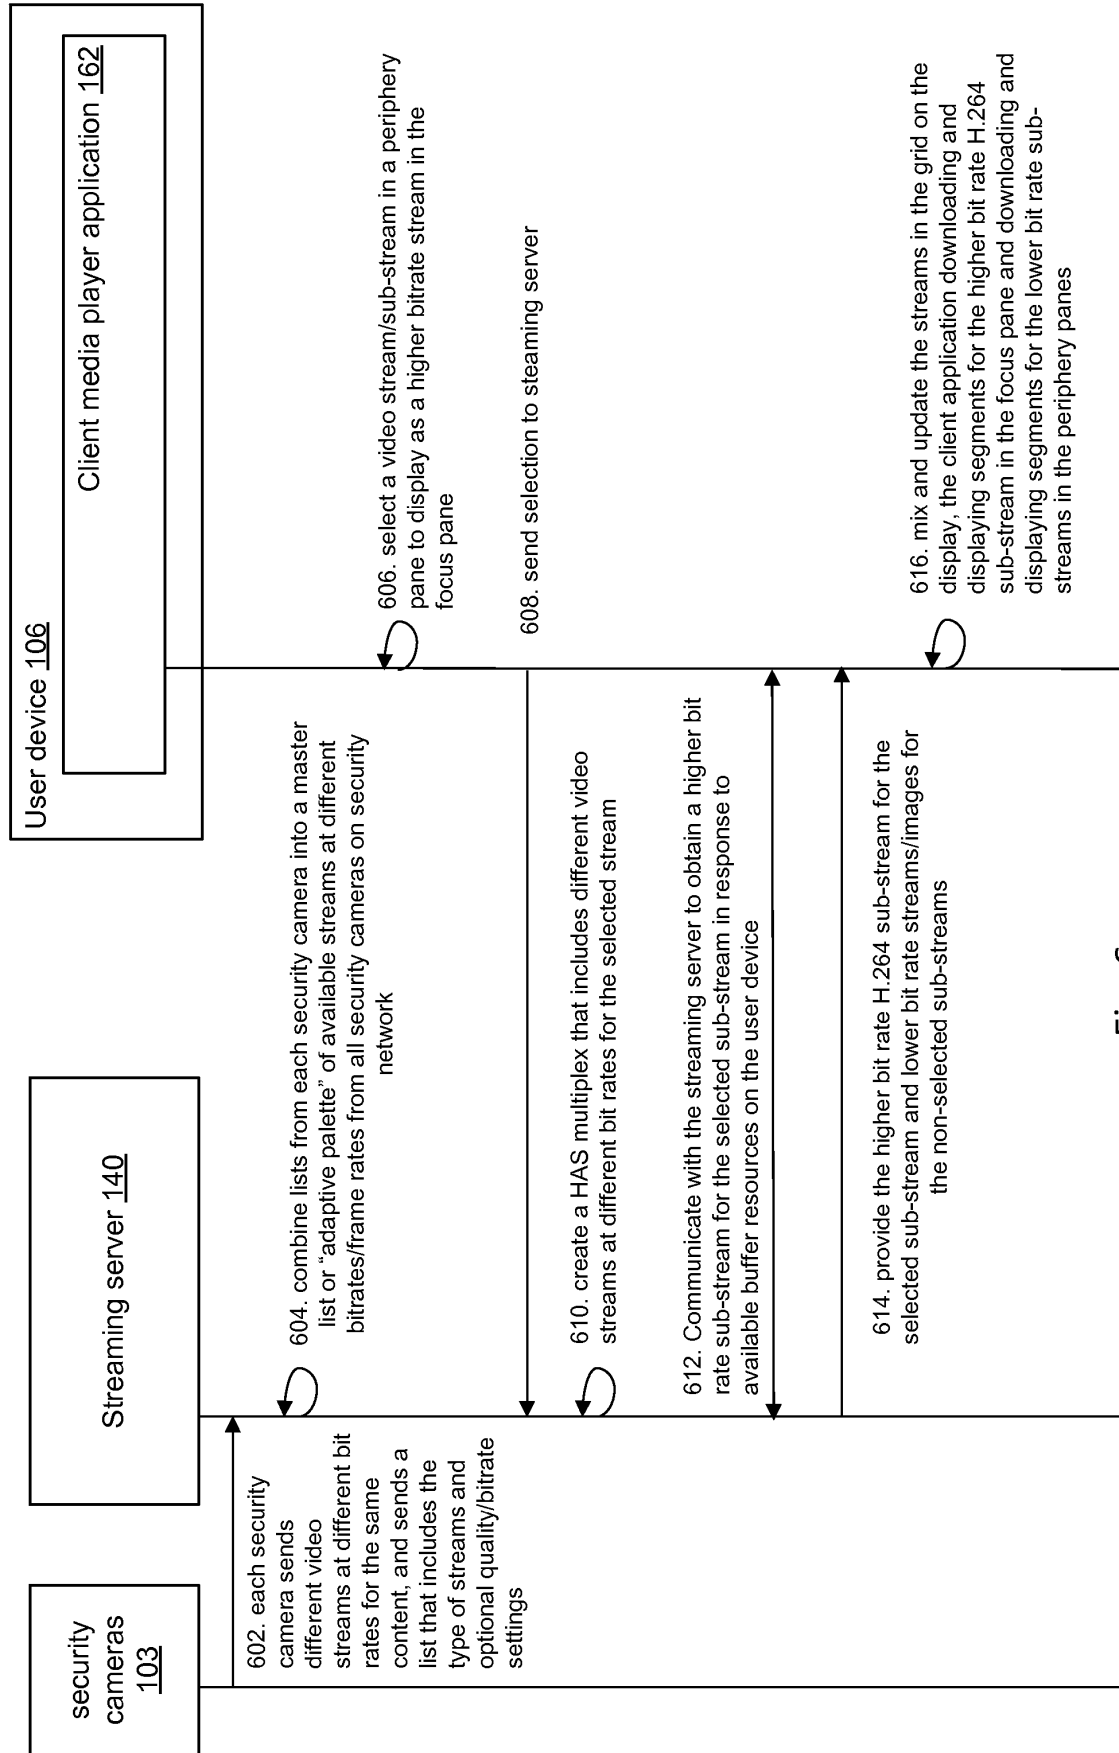 security
cameras
103
Streaming server 140
User device 106
Client media player application 162
602. each security
camera sends
different video
streams at different bit
rates for the same
content, and sends a
list that includes the
type of streams and
optional quality/bitrate
settings
604. combine lists from each security camera into a master
list or “adaptive palette” of available streams at different
bitrates/frame rates from all security cameras on security
network
606. select a video stream/sub-stream in a periphery
pane to display as a higher bitrate stream in the
focus pane
608. send selection to steaming server
610. create a HAS multiplex that includes different video
streams at different bit rates for the selected stream
612. Communicate with the streaming server to obtain a higher bit
rate sub-stream for the selected sub-stream in response to
available buffer resources on the user device
614. provide the higher bit rate H.264 sub-stream for the
selected sub-stream and lower bit rate streams/images for
the non-selected sub-streams
616. mix and update the streams in the grid on the
display, the client application downloading and
displaying segments for the higher bit rate H.264
sub-stream in the focus pane and downloading and
displaying segments for the lower bit rate sub-
streams in the periphery panes